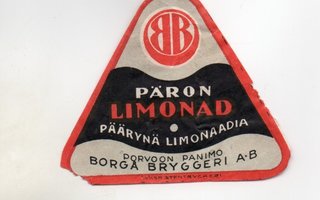 BB
PÄRON
LIMONAD
PÄÄRYNÄ LIMONAADIA
PORVOON PANIMO
BORGÅ BRYGGERI A-B